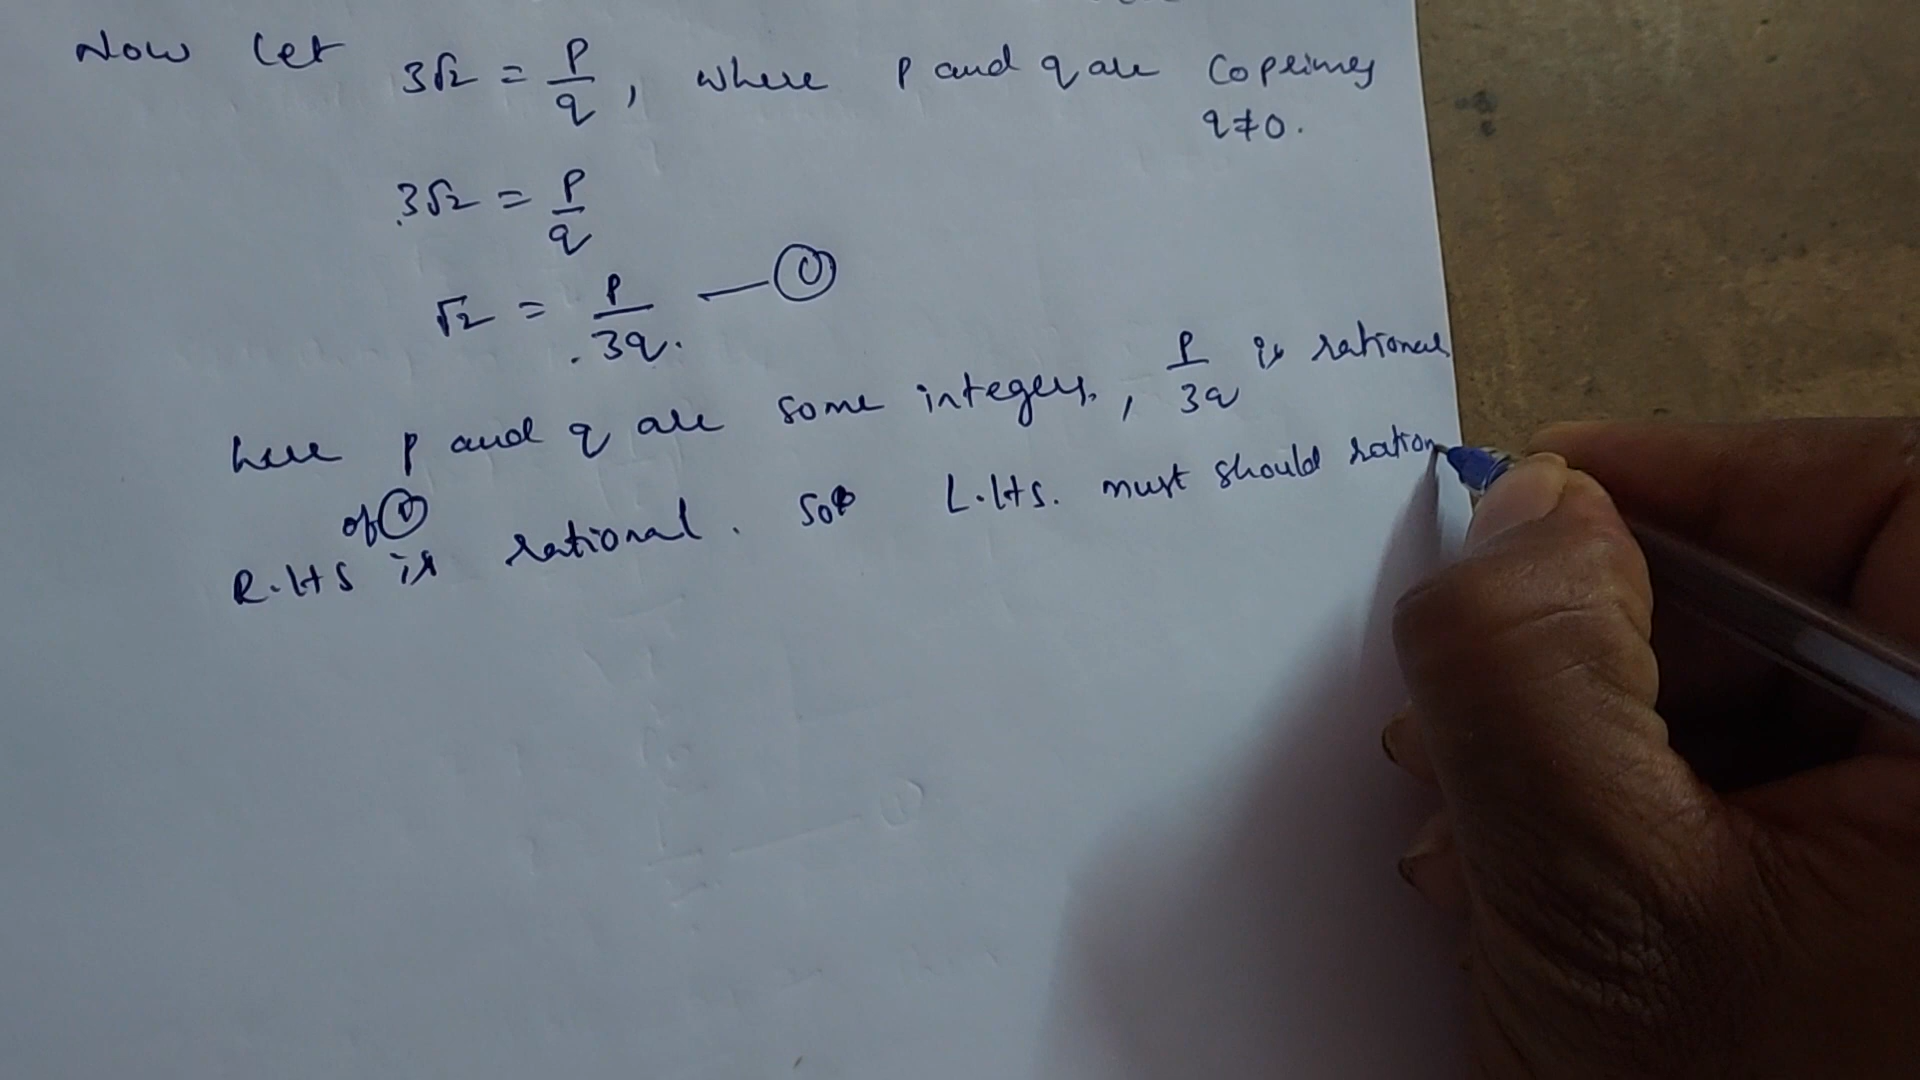 Now let 3√2 = p/q, where p and q are coprimes
q≠0.
3√2 = p/q
√2 = p/3q. — ①
here p and q are some integers, p/3q is rational
of ①
R.H.S is rational. So L.H.S. must should ration